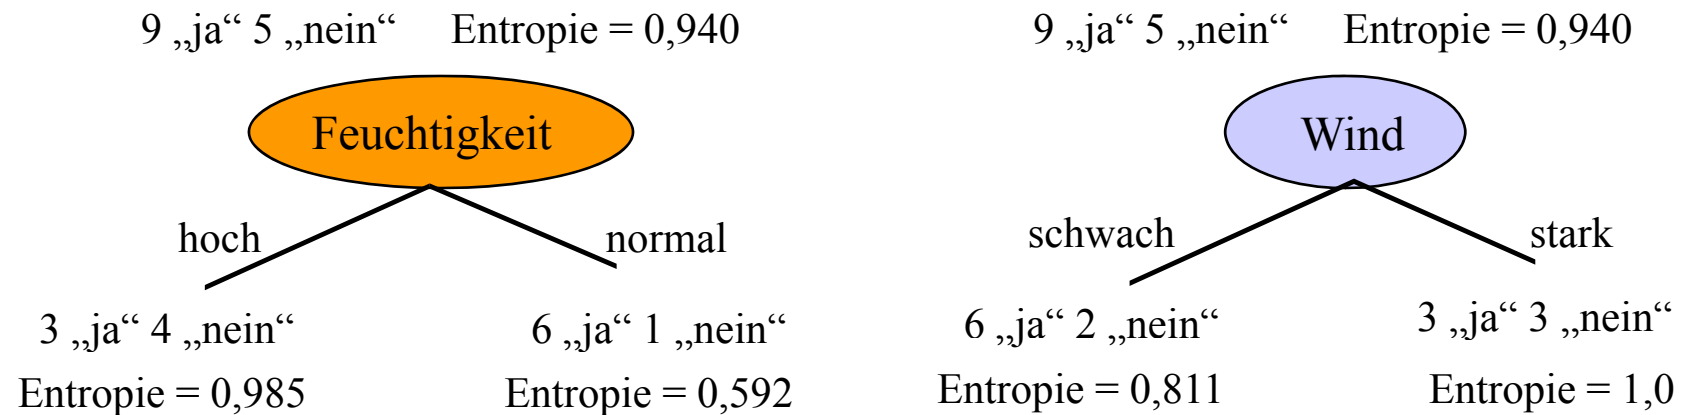 9 „ja“ 5 „nein“ Entropie = 0,940
Feuchtigkeit
hoch
normal
3 „ja“ 4 „nein“
Entropie = 0,985
6 „ja“ 1 „nein“
Entropie = 0,592
9 „ja“ 5 „nein“ Entropie = 0,940
Wind
schwach
stark
6 „ja“ 2 „nein“
Entropie = 0,811
3 „ja“ 3 „nein“
Entropie = 1,0